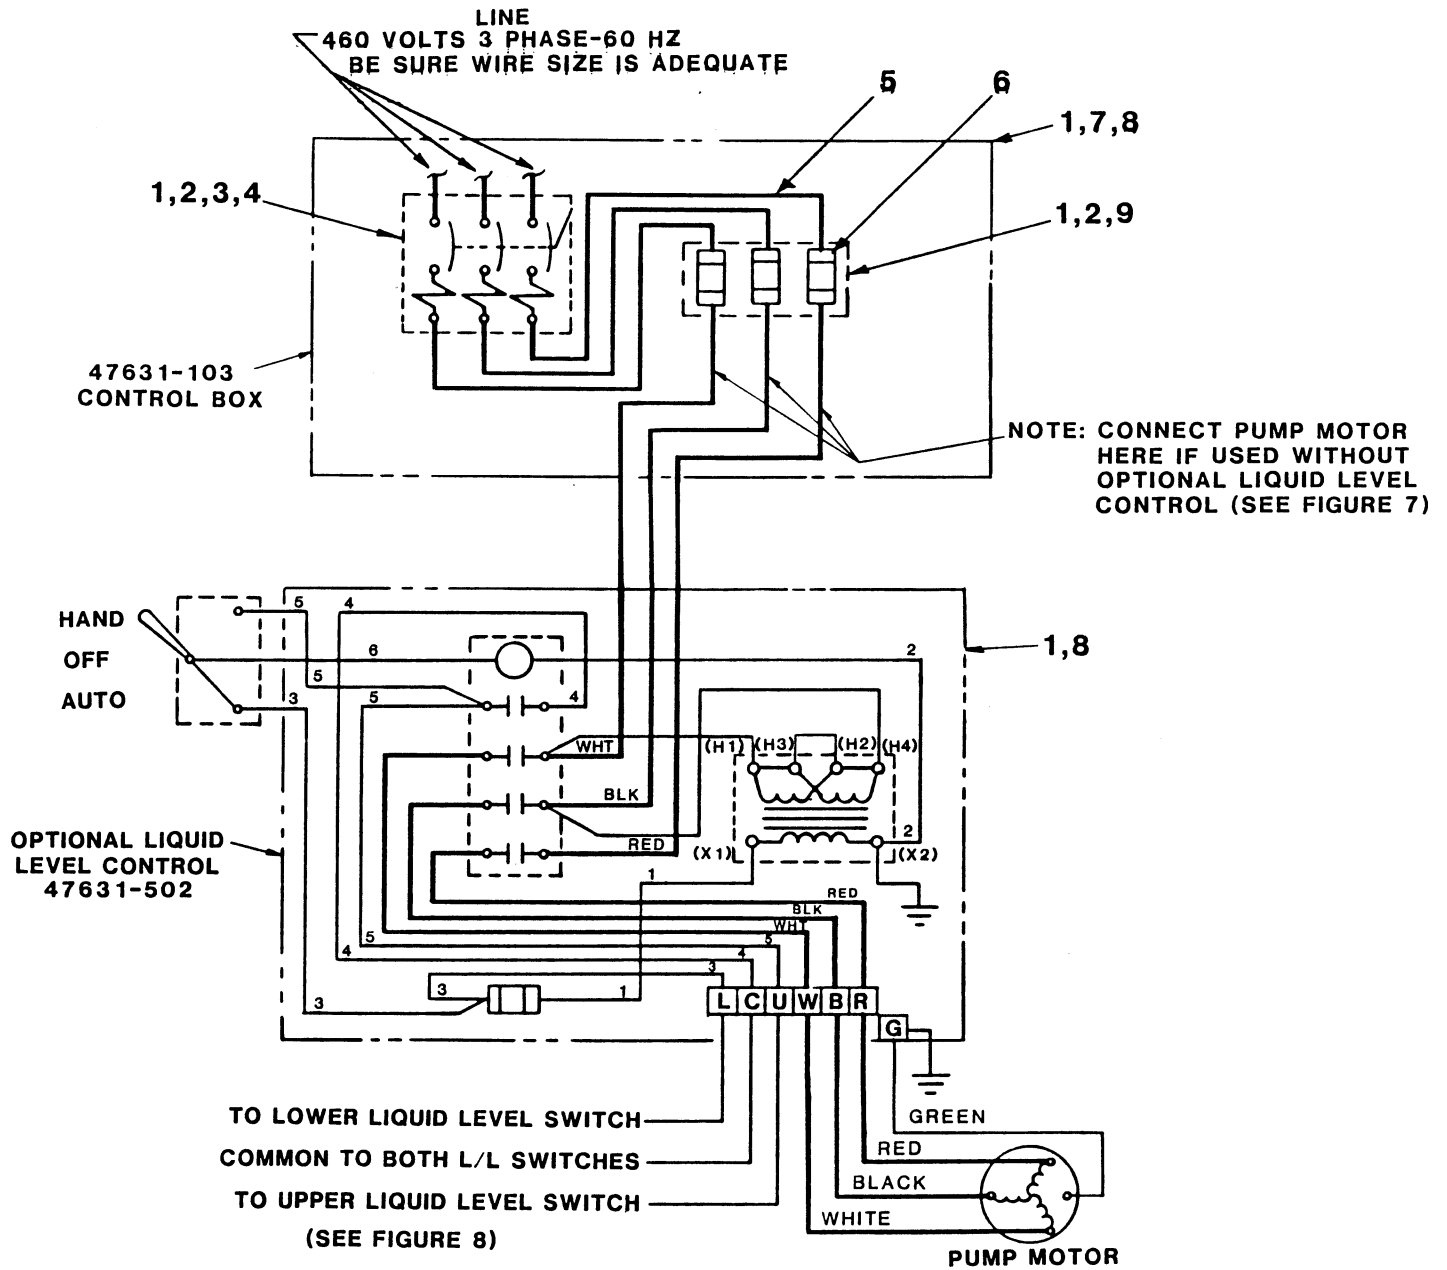 LINE
460 VOLTS 3 PHASE-60 HZ
BE SURE WIRE SIZE IS ADEQUATE
5
6
1,7,8
1,2,3,4
1,2,9
47631-103
CONTROL BOX
NOTE: CONNECT PUMP MOTOR
HERE IF USED WITHOUT
OPTIONAL LIQUID LEVEL
CONTROL (SEE FIGURE 7)
HAND
OFF
AUTO
5
4
6
2
5
5
4
3
1,8
WHT
(H1)
(H3)
(H2)
(H4)
BLK
RED
2
(X1)
(X2)
OPTIONAL LIQUID
LEVEL CONTROL
47631-502
1
RED
BLK
WHT
5
5
4
4
3
3
1
3
L C U W B R
G
TO LOWER LIQUID LEVEL SWITCH
GREEN
COMMON TO BOTH L/L SWITCHES
RED
BLACK
TO UPPER LIQUID LEVEL SWITCH
WHITE
(SEE FIGURE 8)
PUMP MOTOR